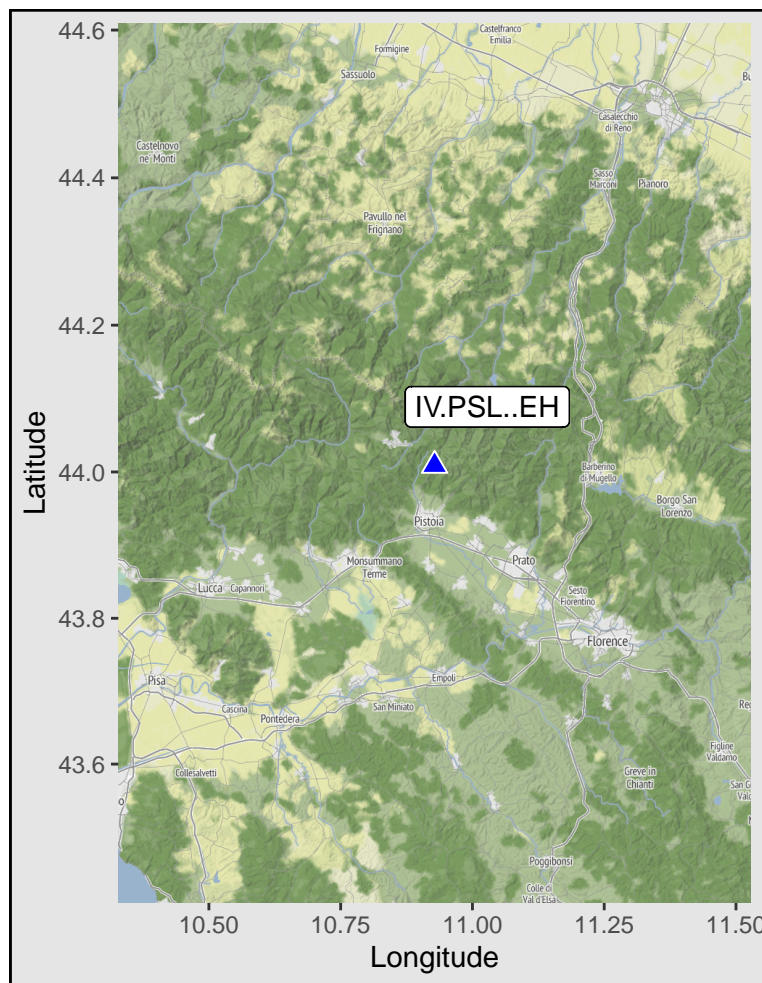 44.6
Castelfranco
Emilia
Formigine
Sassuolo
Casalecchio
di Reno
Castelnovo
ne' Monti
44.4
Sasso
Marconi
Pianoro
Pavullo nel
Frignano
44.2
IV.PSL..EH
44.0
Barberino
di Mugello
Borgo San
Lorenzo
Pistoia
Monsummano
Terme
Prato
Lucca
Capannori
Sesto
Fiorentino
43.8
Florence
Pisa
Empoli
Cascina
Pontedera
San Miniato
Figline
Valdarno
43.6
Collesalvetti
Greve in
Chianti
San G
Poggibonsi
Colle di
Val d'Elsa
10.50
10.75
11.00
11.25
11.50
Longitude
Latitude